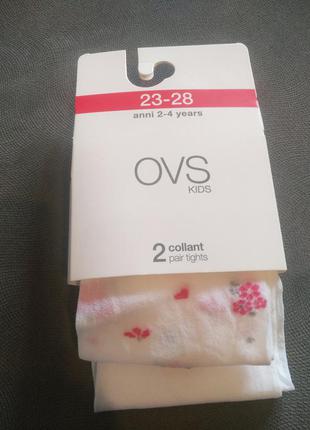 23-28
anni 2-4 years
OVS
KIDS
2 collant
pair tights